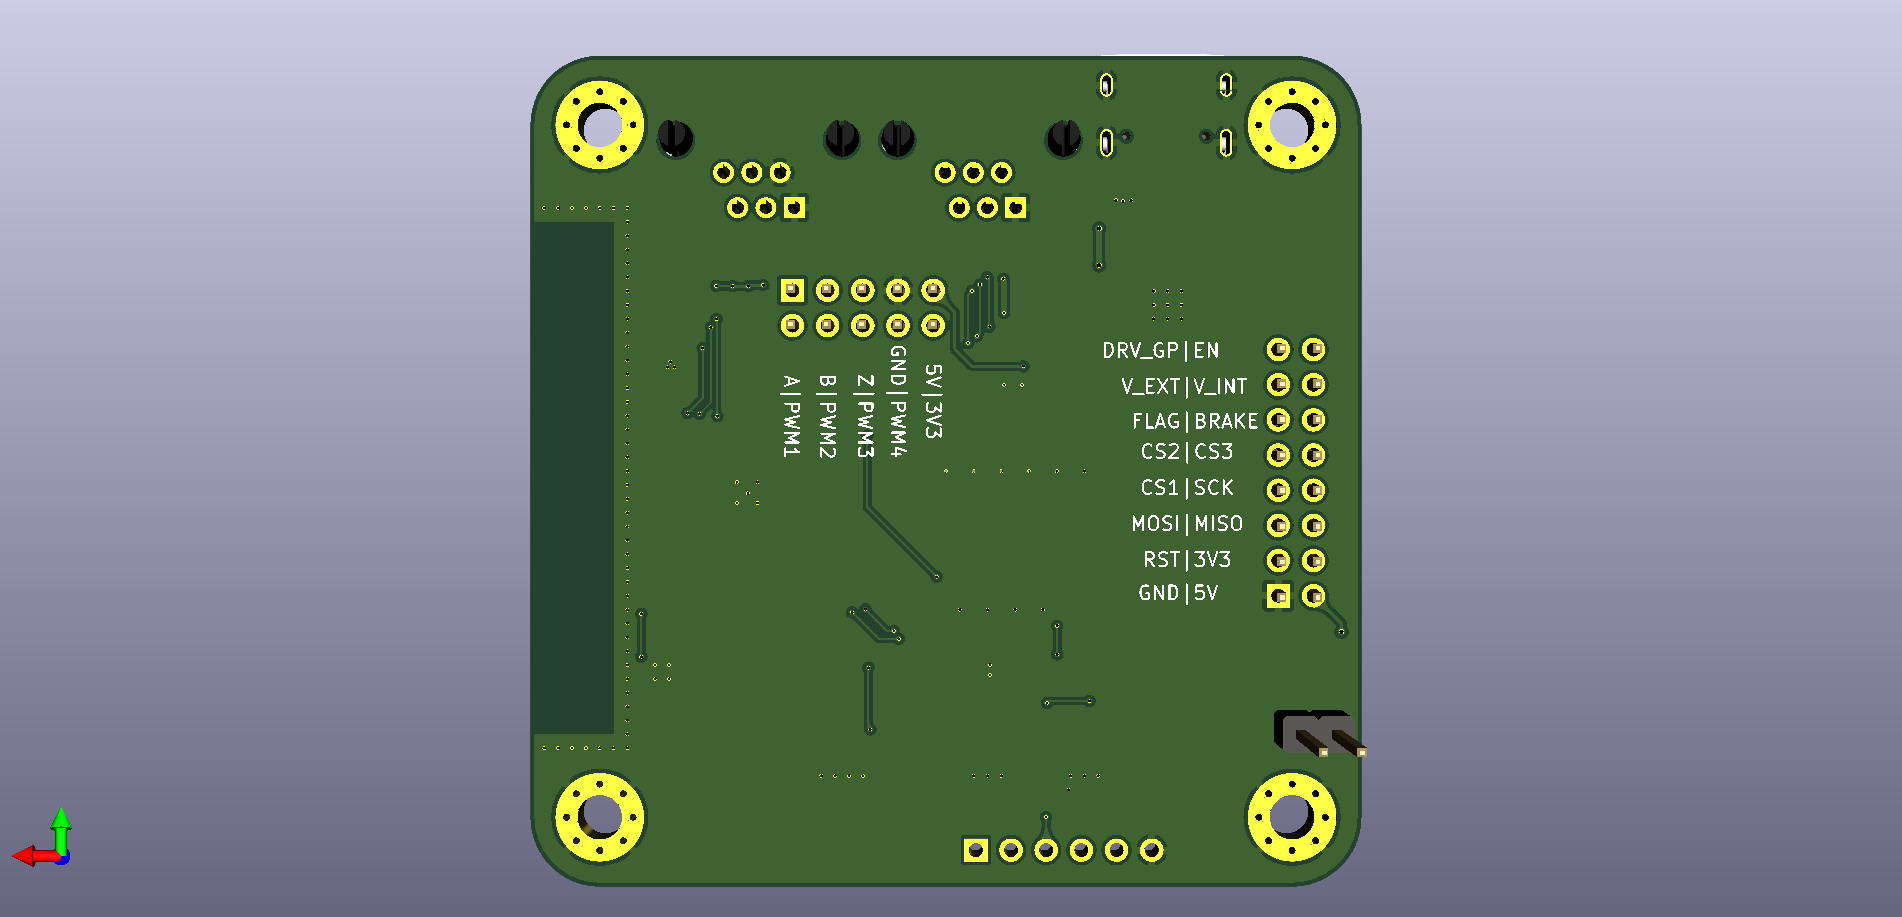 DRV_GP|EN
V_EXT|V_INT
FLAG|BRAKE
CS2|CS3
CS1|SCK
MOSI|MISO
RST|3V3
GND|5V
A|PWM1
B|PWM2
Z|PWM3
GND|PWM4
5V|3V3